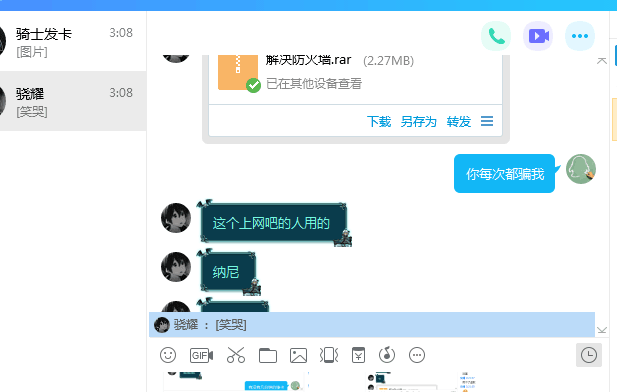 骑士发卡 3:08
[图片]
骁耀 3:08
[笑哭]
解决防火墙.rar (2.27MB)
已在其他设备查看
下载 另存为 转发
你每次都骗我
这个上网吧的人用的
纳尼
骁耀 : [笑哭]
GIF